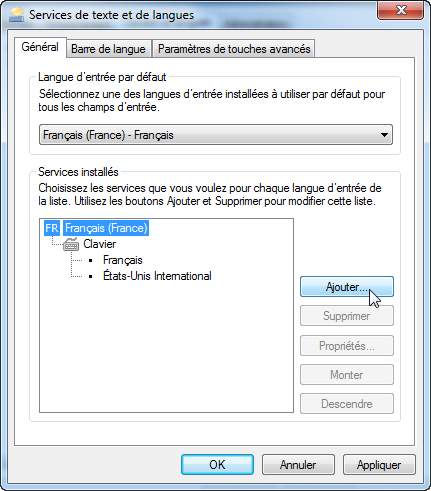 Services de texte et de langues
Général
Barre de langue
Paramètres de touches avancés
Langue d'entrée par défaut
Sélectionnez une des langues d'entrée installées à utiliser par défaut pour
tous les champs d'entrée.
Français (France) - Français
Services installés
Choisissez les services que vous voulez pour chaque langue d'entrée de
la liste. Utilisez les boutons Ajouter et Supprimer pour modifier cette liste.
FR Français (France)
Clavier
Français
États-Unis International
Ajouter...
Supprimer
Propriétés...
Monter
Descendre
OK
Annuler
Appliquer